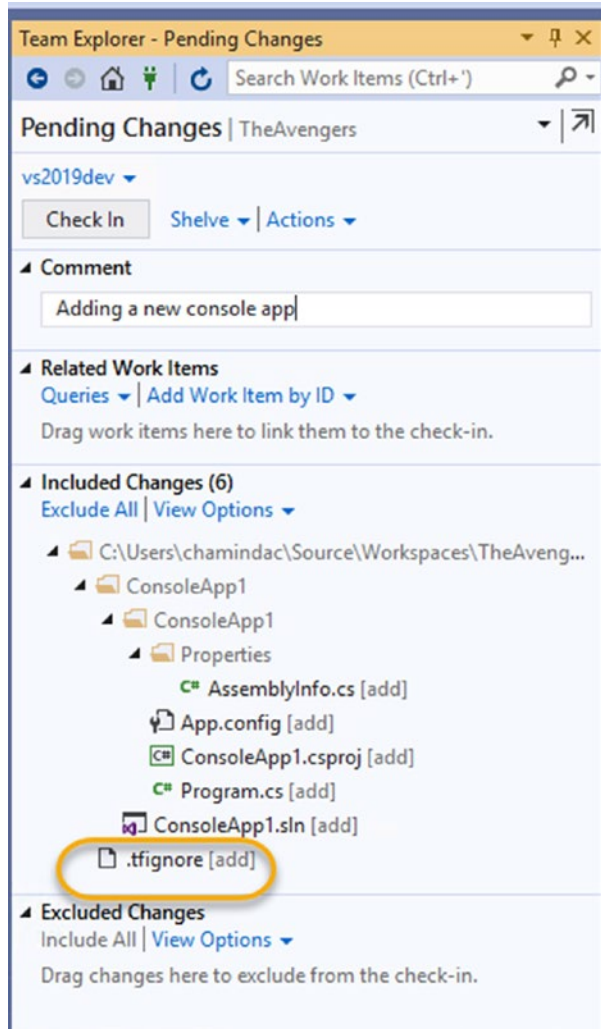 Team Explorer - Pending Changes
Search Work Items (Ctrl+')
Pending Changes | TheAvengers
vs2019dev
Check In Shelve | Actions
Comment
Adding a new console app
Related Work Items
Queries | Add Work Item by ID
Drag work items here to link them to the check-in.
Included Changes (6)
Exclude All | View Options
C:\Users\chamindac\Source\Workspaces\TheAveng...
ConsoleApp1
ConsoleApp1
Properties
C# AssemblyInfo.cs [add]
App.config [add]
C# ConsoleApp1.csproj [add]
C# Program.cs [add]
ConsoleApp1.sln [add]
.tfignore [add]
Excluded Changes
Include All | View Options
Drag changes here to exclude from the check-in.